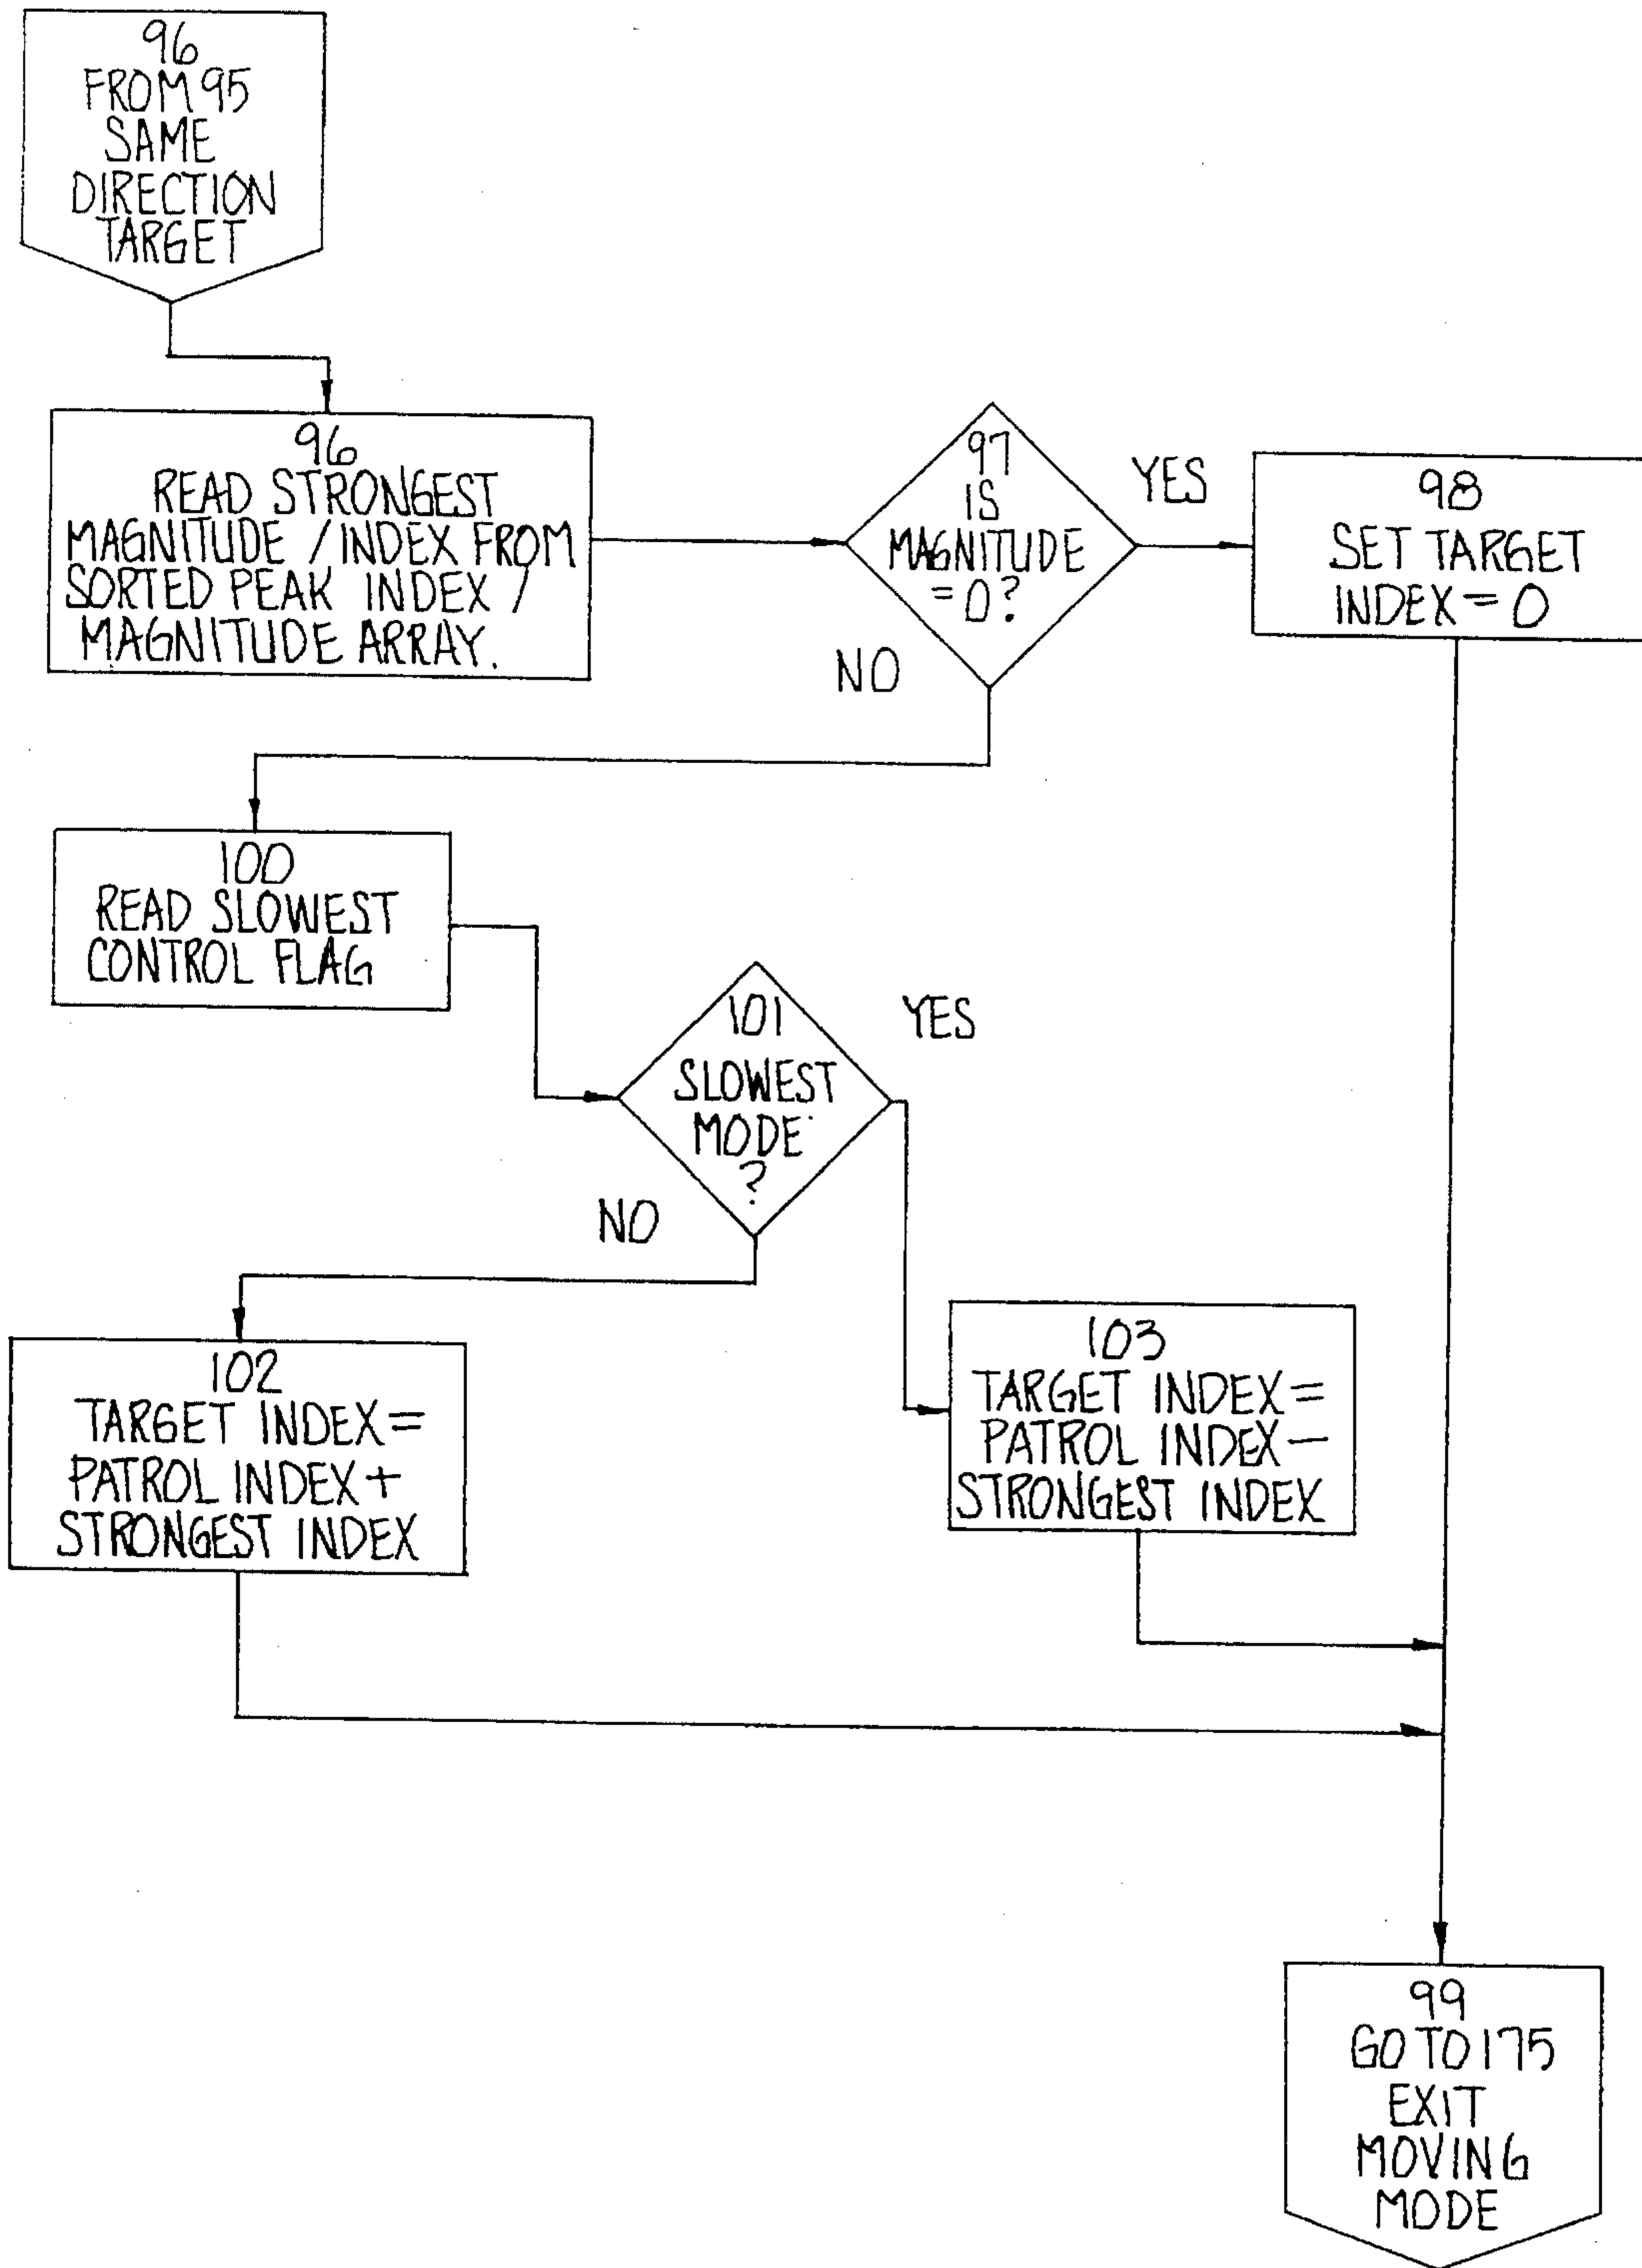 96
FROM 95
SAME
DIRECTION
TARGET
96
READ STRONGEST
MAGNITUDE / INDEX FROM
SORTED PEAK INDEX /
MAGNITUDE ARRAY.
97
IS
MAGNITUDE
= 0?
YES
NO
98
SET TARGET
INDEX = 0
100
READ SLOWEST
CONTROL FLAG
101
SLOWEST
MODE
?
YES
NO
102
TARGET INDEX =
PATROL INDEX +
STRONGEST INDEX
103
TARGET INDEX =
PATROL INDEX -
STRONGEST INDEX
99
GO TO 175
EXIT
MOVING
MODE